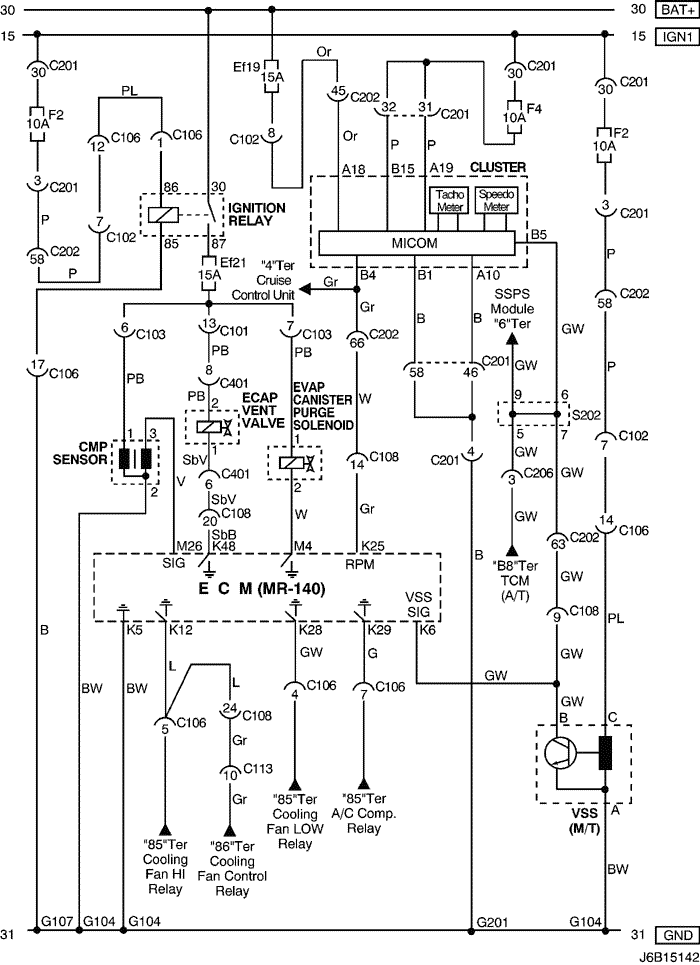 30 30 BAT+
15 15 IGN1
30 C201
F2
10A
3 C201
P
58 C202
P
PL
12 C106
1 C106
7 C102
86 30
IGNITION
RELAY
85 87
Ef21
15A
Ef19
15A
C102 8
Or
45 C202
Or
32 31 C201
P P
30 C201
F4
10A
30 C201
F2
10A
3 C201
P
58 C202
P
A18 B15 A19 CLUSTER
Tacho
Meter
Speedo
Meter
MICOM
B5
B4 B1 A10
"4"Ter
Cruise
Control Unit
Gr
Gr
66 C202
W
B B
58 46 C201
SSPS
Module
"6"Ter
GW
GW
9 6
S202
5 7
GW GW
3 C206
GW
"B8"Ter
TCM
(A/T)
6 C103
13 C101
7 C103
PB PB PB
8 C401
PB 2
ECAP
VENT
VALVE
1
SbV
C401
6
SbV
20 C108
SbB
EVAP
CANISTER
PURGE
SOLENOID
1
2
W
17 C106
CMP
SENSOR
1 3
2
V
C108
14
Gr
C201 4
B
7 C102
14 C106
63 C202
GW
9 C108
GW
PL
M26 K48 M4 K25
SIG RPM
E C M (MR-140)
VSS
SIG
K5 K12 K28 K29 K6
B BW BW
L L
GW G
GW
GW
5 C106
24 C108
Gr
10 C113
Gr
4 C106
7 C106
B C
A
VSS
(M/T)
BW
"85"Ter
Cooling
Fan HI
Relay
"86"Ter
Cooling
Fan Control
Relay
"85"Ter
Cooling
Fan LOW
Relay
"85"Ter
A/C Comp.
Relay
31 G107 G104 G104 G201 G104 31 GND
J6B15142